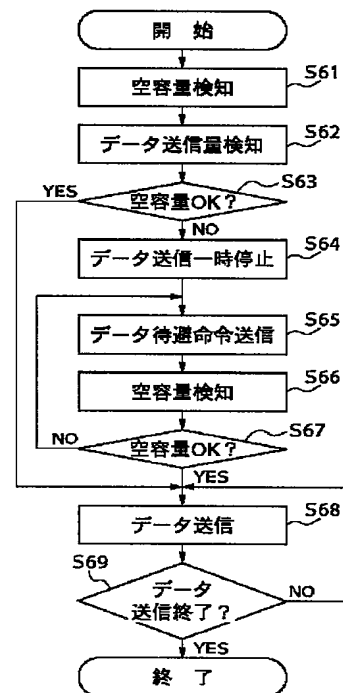 開 始
空容量検知
S61
データ送信量検知
S62
YES
空容量OK?
S63
NO
データ送信一時停止
S64
データ待避命令送信
S65
空容量検知
S66
NO
空容量OK?
S67
YES
データ送信
S68
S69
データ
送信終了?
NO
YES
終 了